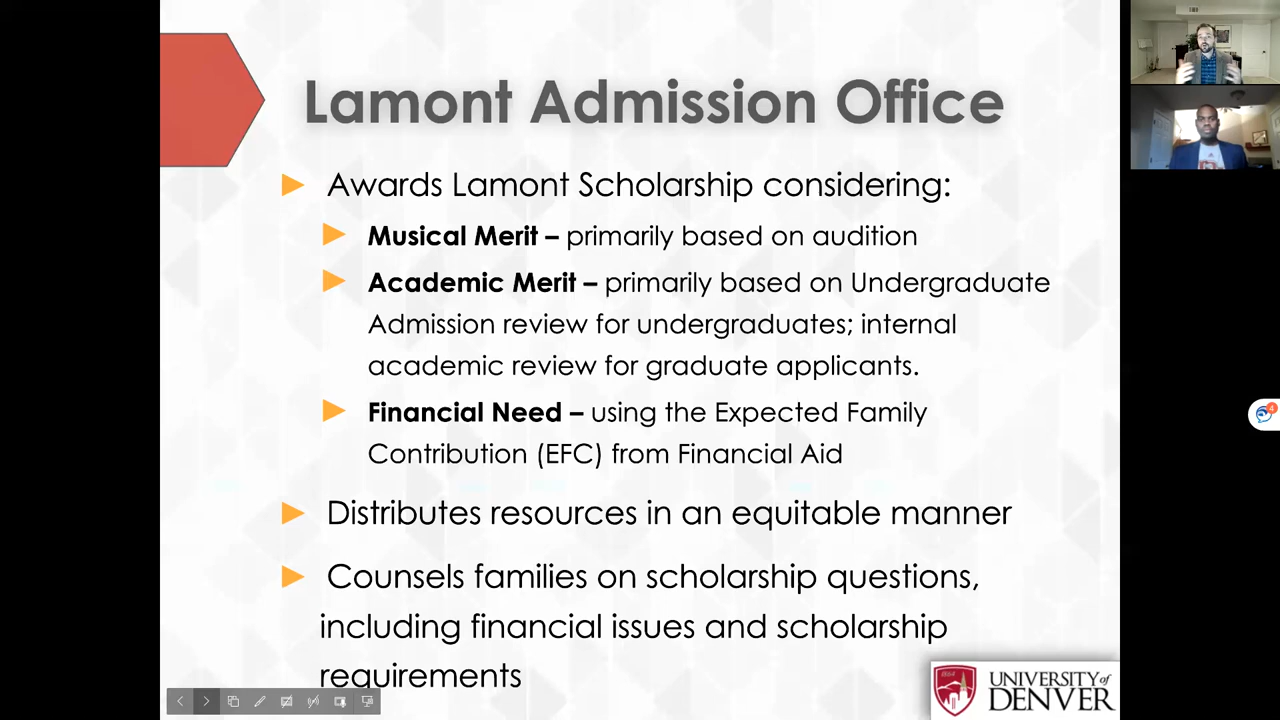 Lamont Admission Office
Awards Lamont Scholarship considering:
Musical Merit – primarily based on audition
Academic Merit – primarily based on Undergraduate
Admission review for undergraduates; internal
academic review for graduate applicants.
Financial Need – using the Expected Family
Contribution (EFC) from Financial Aid
Distributes resources in an equitable manner
Counsels families on scholarship questions,
including financial issues and scholarship
requirements
UNIVERSITY of
DENVER
4